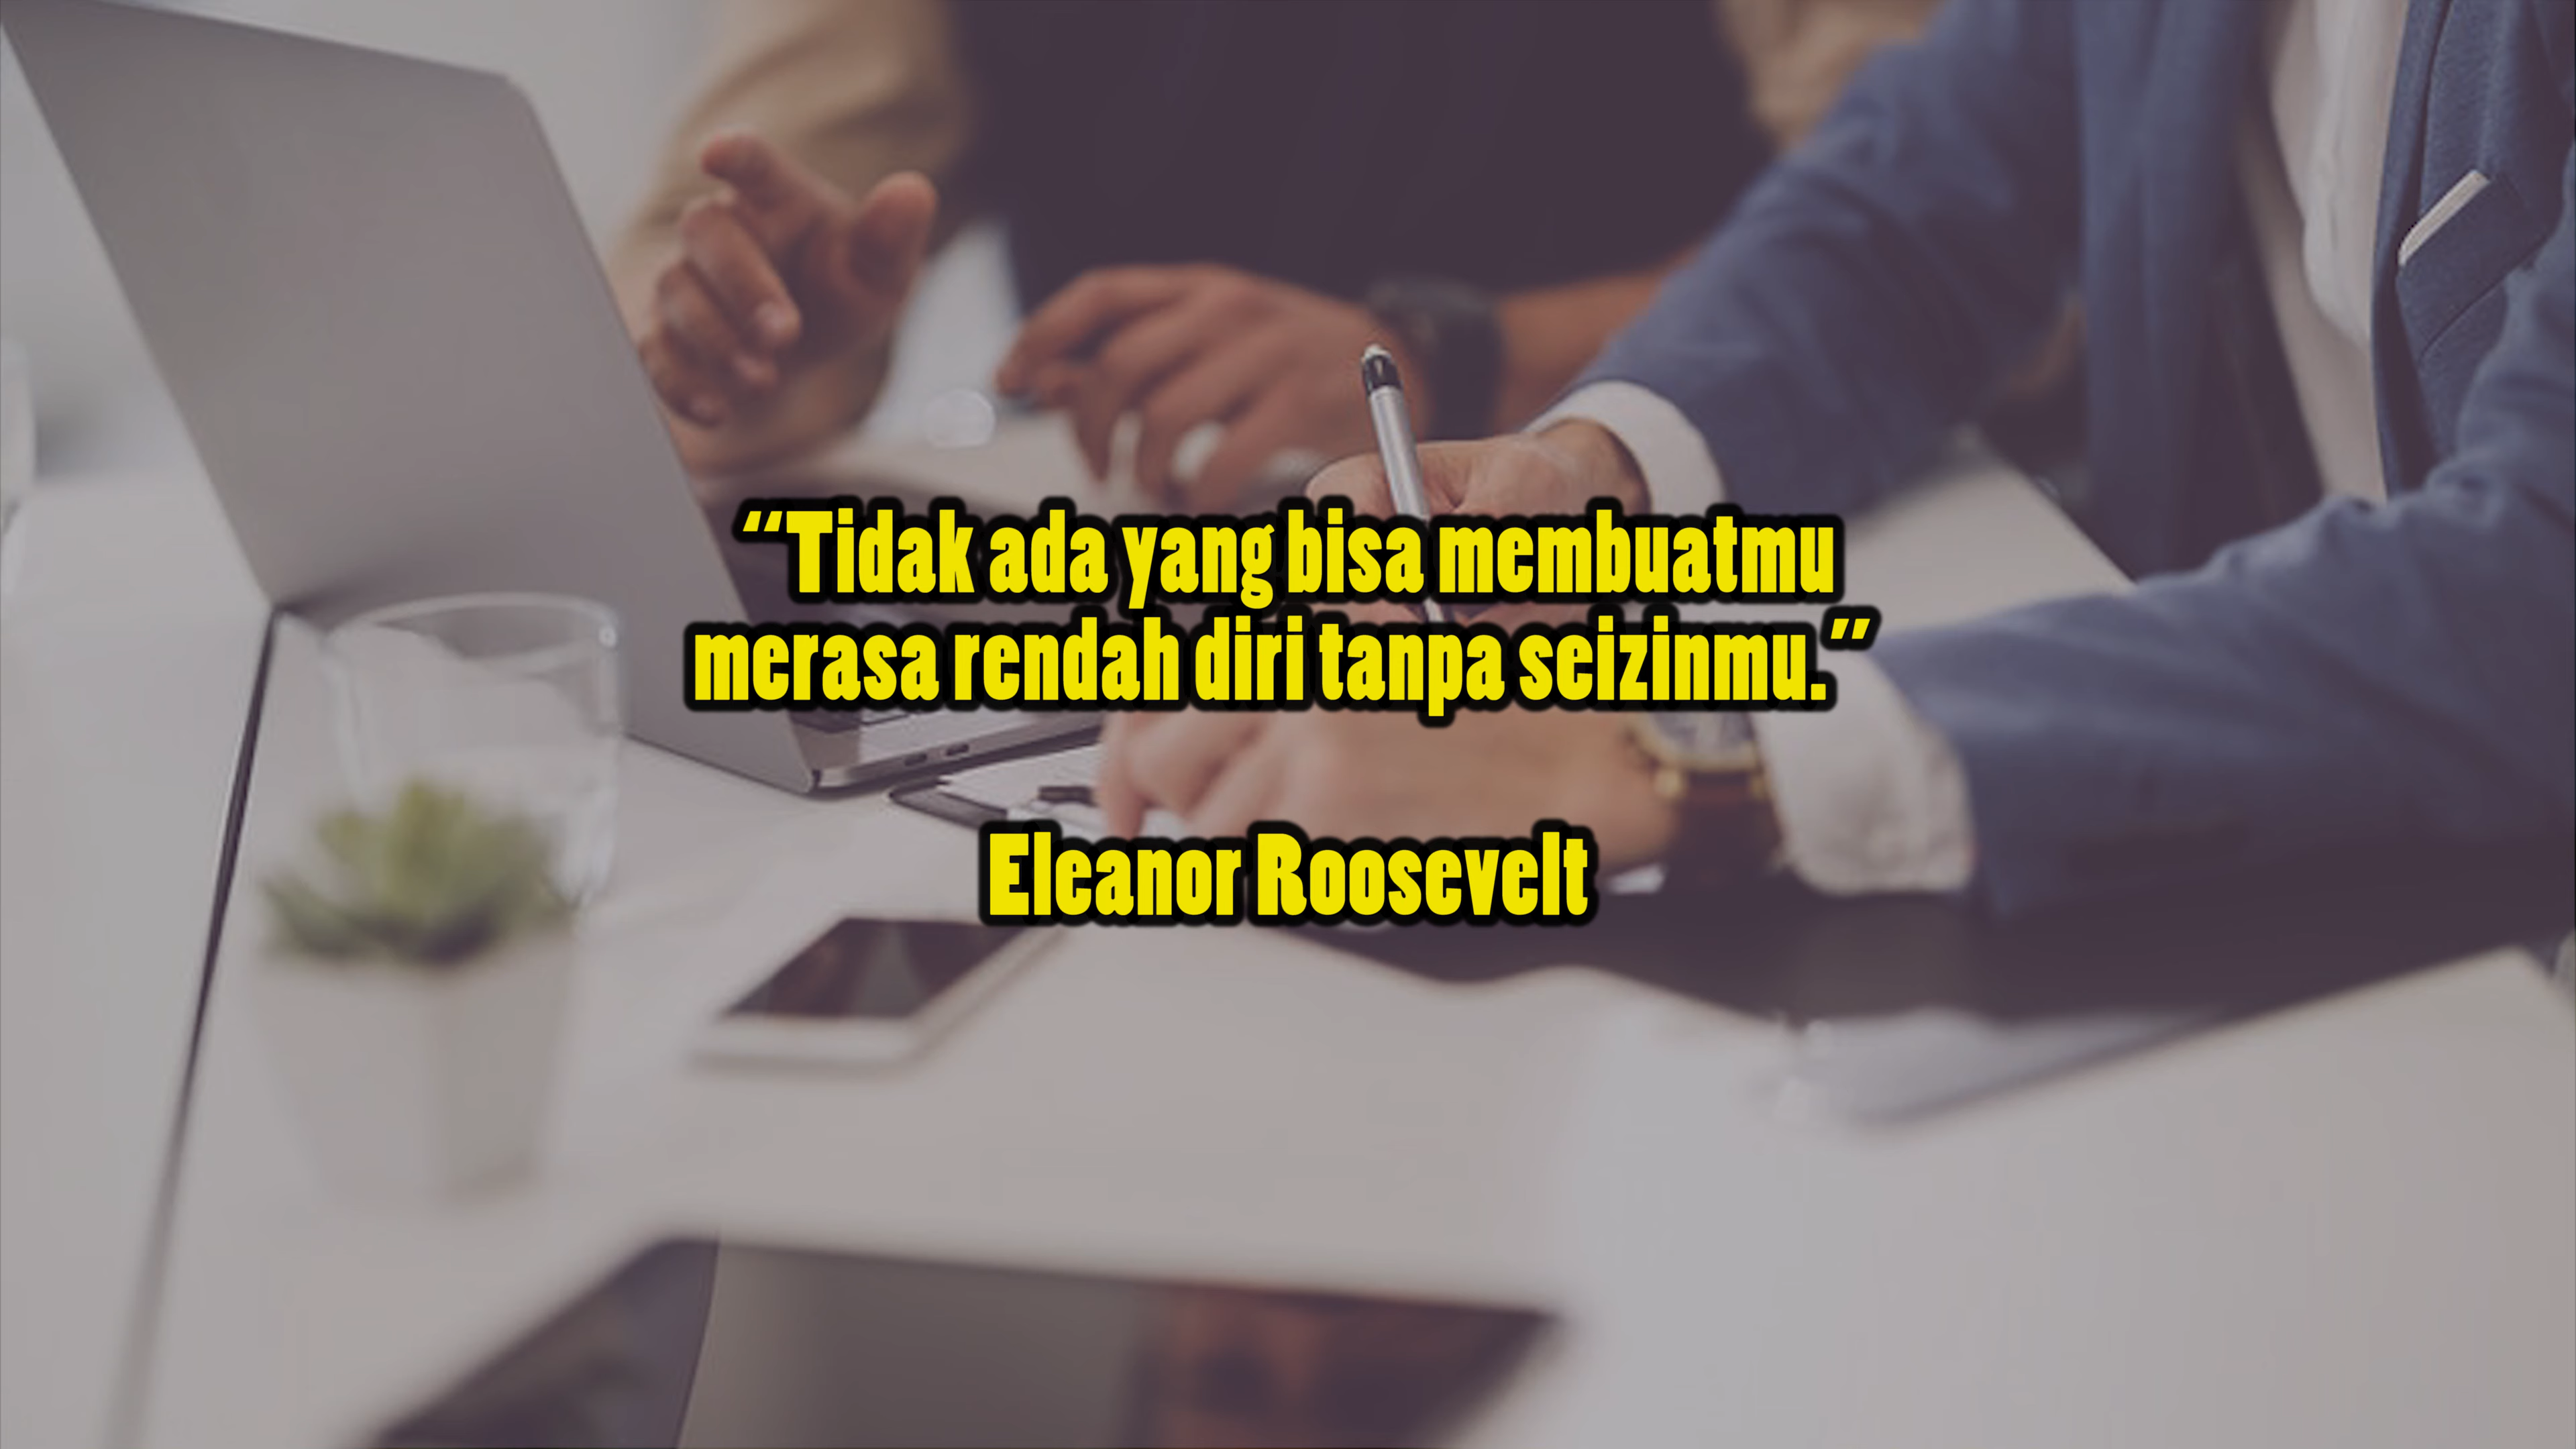 “Tidak ada yang bisa membuatmu
merasa rendah diri tanpa seizinmu.”
Eleanor Roosevelt